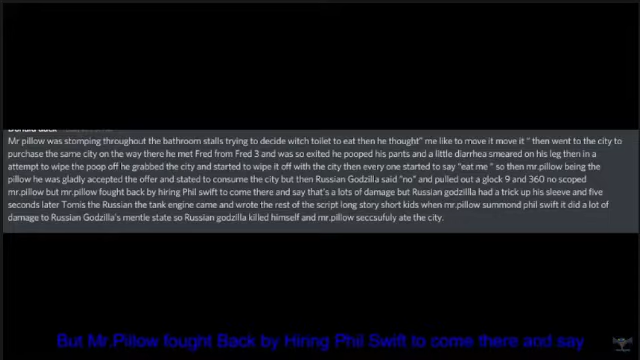 Mr pillow was stomping throughout the bathroom stalls trying to decide witch toilet to eat then he thought" me like to move it move it " then went to the city to
purchase the same city on the way there he met Fred from Fred 3 and was so exited he pooped his pants and a little diarrhea smeared on his leg then in a
attempt to wipe the poop off he grabbed the city and started to wipe it off with the city then every one started to say "eat me " so then mr.pillow being the
pillow he was gladly accepted the offer and stated to consume the city but then Russian Godzilla said "no" and pulled out a glock 9 and 360 no scoped
mr.pillow but mr.pillow fought back by hiring Phil swift to come there and say that's a lots of damage but Russian godzillla had a trick up his sleeve and five
seconds later Tomis the Russian the tank engine came and wrote the rest of the script long story short kids when mr.pillow summond phil swift it did a lot of
damage to Russian Godzilla's mentle state so Russian godzilla killed himself and mr.pillow seccsufuly ate the city.
But Mr.Pillow fought Back by Hiring Phil Swift to come there and say